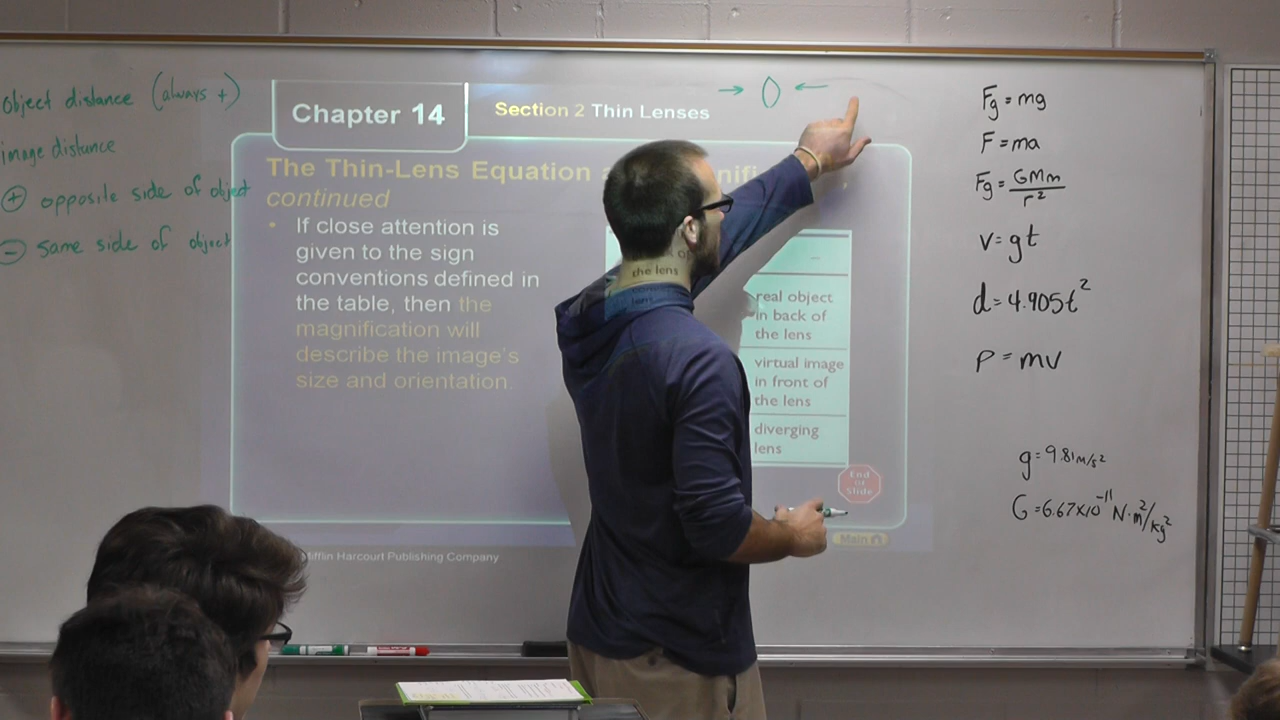 object distance (always +)
image distance
⊕ opposite side of object
⊖ same side of object
Chapter 14
Section 2 Thin Lenses
→ ←
The Thin-Lens Equation
continued
• If close attention is
given to the sign
conventions defined in
the table, then the
magnification will
describe the image's
size and orientation.
the lens
–
real object
in back of
the lens
virtual image
in front of
the lens
diverging
lens
End
Of
Slide
Main
Mifflin Harcourt Publishing Company
Fg = mg
F = ma
Fg = GMm/r²
v = gt
d = 4.905t²
P = mv
g = 9.81 m/s²
G = 6.67x10⁻¹¹ N·m²/kg²